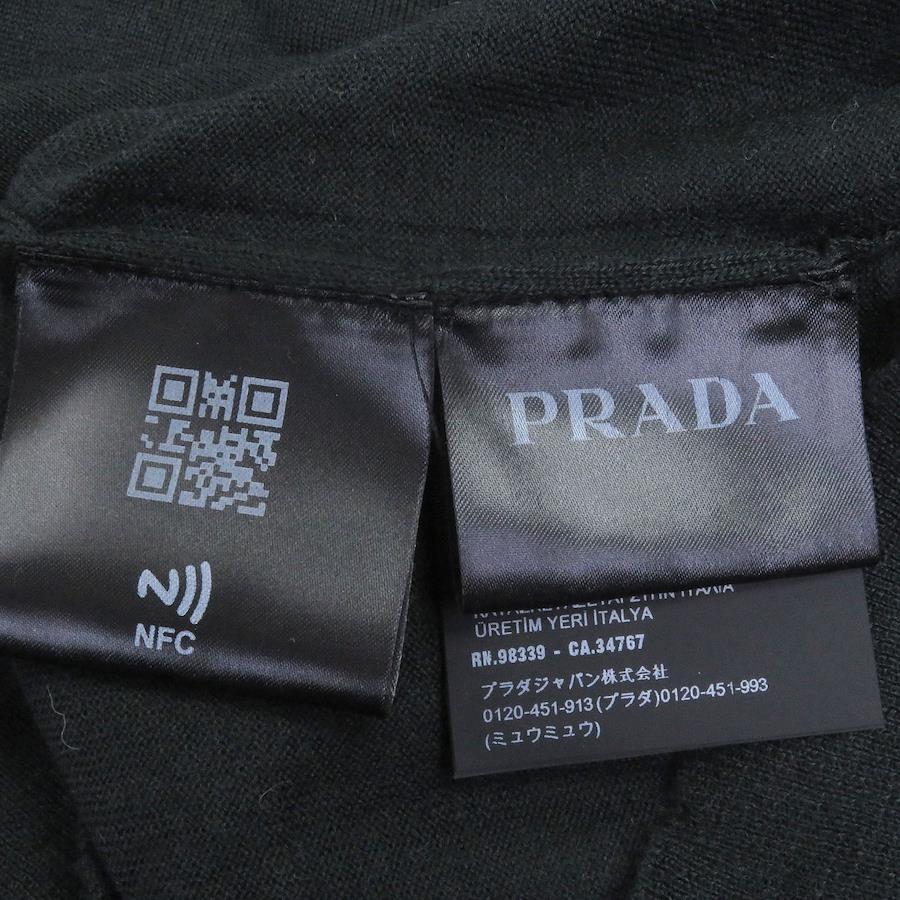 NFC
PRADA
ÜRETİM YERİ İTALYA
RN.98339 - CA.34767
プラダジャパン株式会社
0120-451-913(プラダ)0120-451-993
(ミュウミュウ)